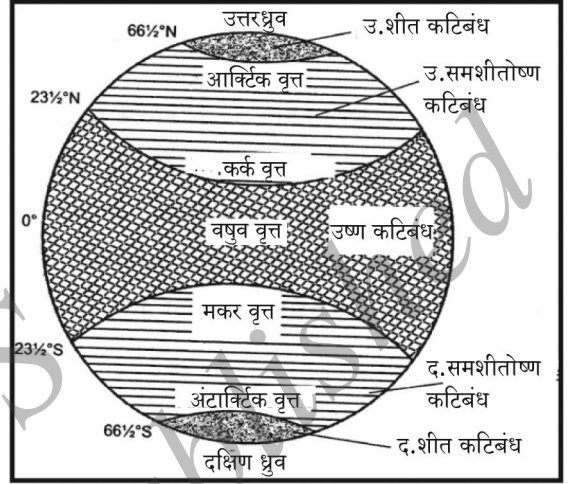 उत्तरध्रुव
66½°N
उ.शीत कटिबंध
आर्क्टिक वृत्त
उ.समशीतोष्ण
कटिबंध
23½°N
....कर्क वृत्त
0°
वषुव वृत्त
उष्ण कटिबंध
मकर वृत्त
23½°S
द.समशीतोष्ण
कटिबंध
अंटार्क्टिक वृत्त
66½°S
द.शीत कटिबंध
दक्षिण ध्रुव